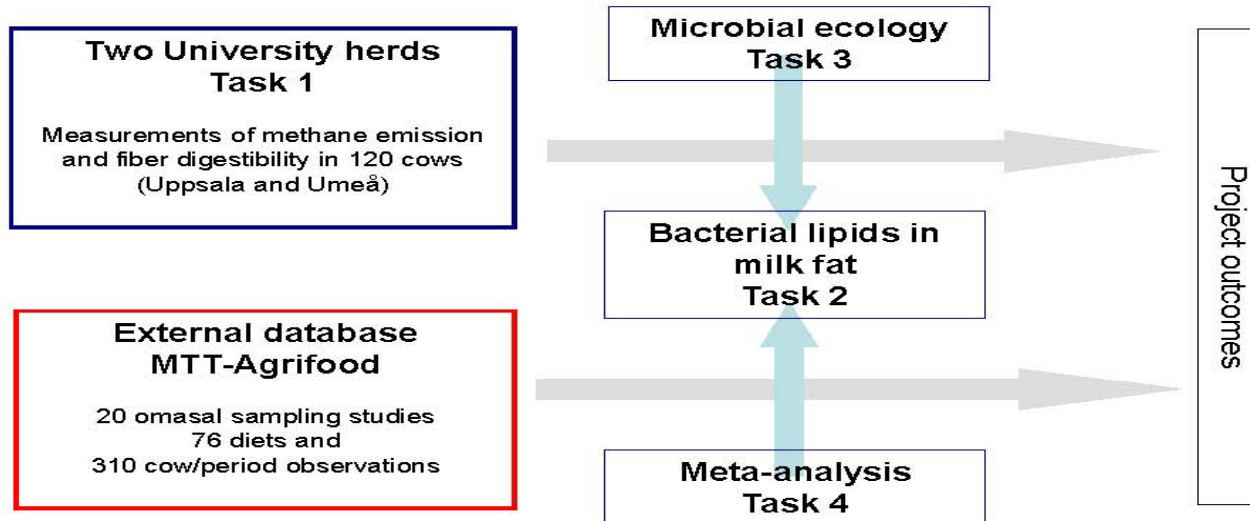 Two University herds
Task 1
Measurements of methane emission
and fiber digestibility in 120 cows
(Uppsala and Umeå)
External database
MTT-Agrifood
20 omasal sampling studies
76 diets and
310 cow/period observations
Microbial ecology
Task 3
Bacterial lipids in
milk fat
Task 2
Meta-analysis
Task 4
Project outcomes